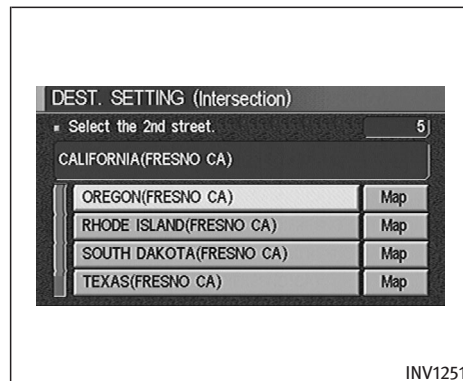 DEST. SETTING (Intersection)
Select the 2nd street. 5
CALIFORNIA(FRESNO CA)
OREGON(FRESNO CA) Map
RHODE ISLAND(FRESNO CA) Map
SOUTH DAKOTA(FRESNO CA) Map
TEXAS(FRESNO CA) Map
INV1251